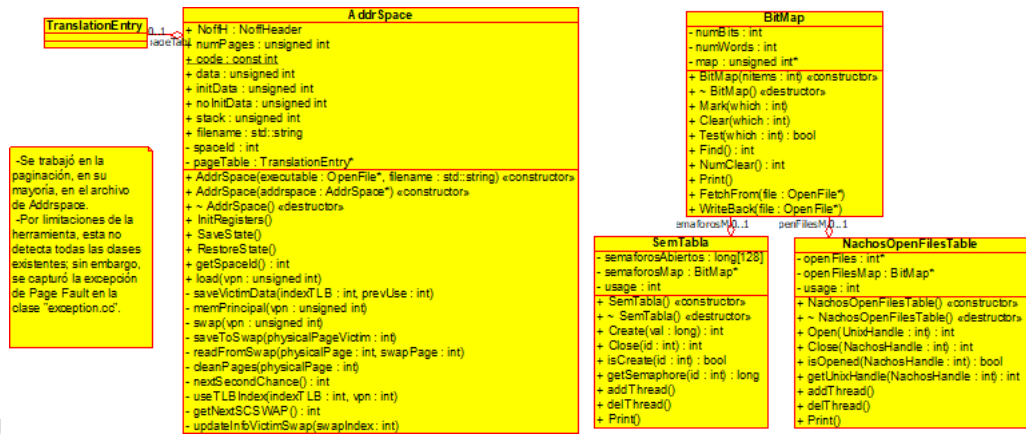 TranslationEntry
0..1
AddrSpace
+ NoffH : NoffHeader
+ numPages : unsigned int
+ code : const int
+ data : unsigned int
+ initData : unsigned int
+ noInitData : unsigned int
+ stack : unsigned int
+ filename : std::string
- spaceId : int
- pageTable : TranslationEntry*
+ AddrSpace(executable : OpenFile*, filename : std::string) «constructor»
+ AddrSpace(addrspace : AddrSpace*) «constructor»
+ ~ AddrSpace() «destructor»
+ InitRegisters()
+ SaveState()
+ RestoreState()
+ getSpaceId() : int
+ load(vpn : unsigned int)
- saveVictimData(indexTLB : int, prevUse : int)
- memPrincipal(vpn : unsigned int)
- swap(vpn : unsigned int)
- saveToSwap(physicalPageVictim : int)
- readFromSwap(physicalPage : int, swapPage : int)
- cleanPages(physicalPage : int)
- nextSecondChance() : int
- useTLBIndex(indexTLB : int, vpn : int)
- getNextSCSWAP() : int
- updateInfoVictimSwap(swapIndex : int)
-Se trabajó en la
paginación, en su
mayoría, en el archivo
de Addrspace.
-Por limitaciones de la
herramienta, esta no
detecta todas las clases
existentes; sin embargo,
se capturó la excepción
de Page Fault en la
clase "exception.cc".
BitMap
- numBits : int
- numWords : int
- map : unsigned int*
+ BitMap(nitems : int) «constructor»
+ ~ BitMap() «destructor»
+ Mark(which : int)
+ Clear(which : int)
+ Test(which : int) : bool
+ Find() : int
+ NumClear() : int
+ Print()
+ FetchFrom(file : OpenFile*)
+ WriteBack(file : OpenFile*)
emaforosM 0..1
penFilesM 0..1
SemTabla
- semaforosAbiertos : long[128]
- semaforosMap : BitMap*
- usage : int
+ SemTabla() «constructor»
+ ~ SemTabla() «destructor»
+ Create(val : long) : int
+ Close(id : int) : int
+ isCreate(id : int) : bool
+ getSemaphore(id : int) : long
+ addThread()
+ delThread()
+ Print()
NachosOpenFilesTable
- openFiles : int*
- openFilesMap : BitMap*
- usage : int
+ NachosOpenFilesTable() «constructor»
+ ~ NachosOpenFilesTable() «destructor»
+ Open(UnixHandle : int) : int
+ Close(NachosHandle : int) : int
+ isOpened(NachosHandle : int) : bool
+ getUnixHandle(NachosHandle : int) : int
+ addThread()
+ delThread()
+ Print()